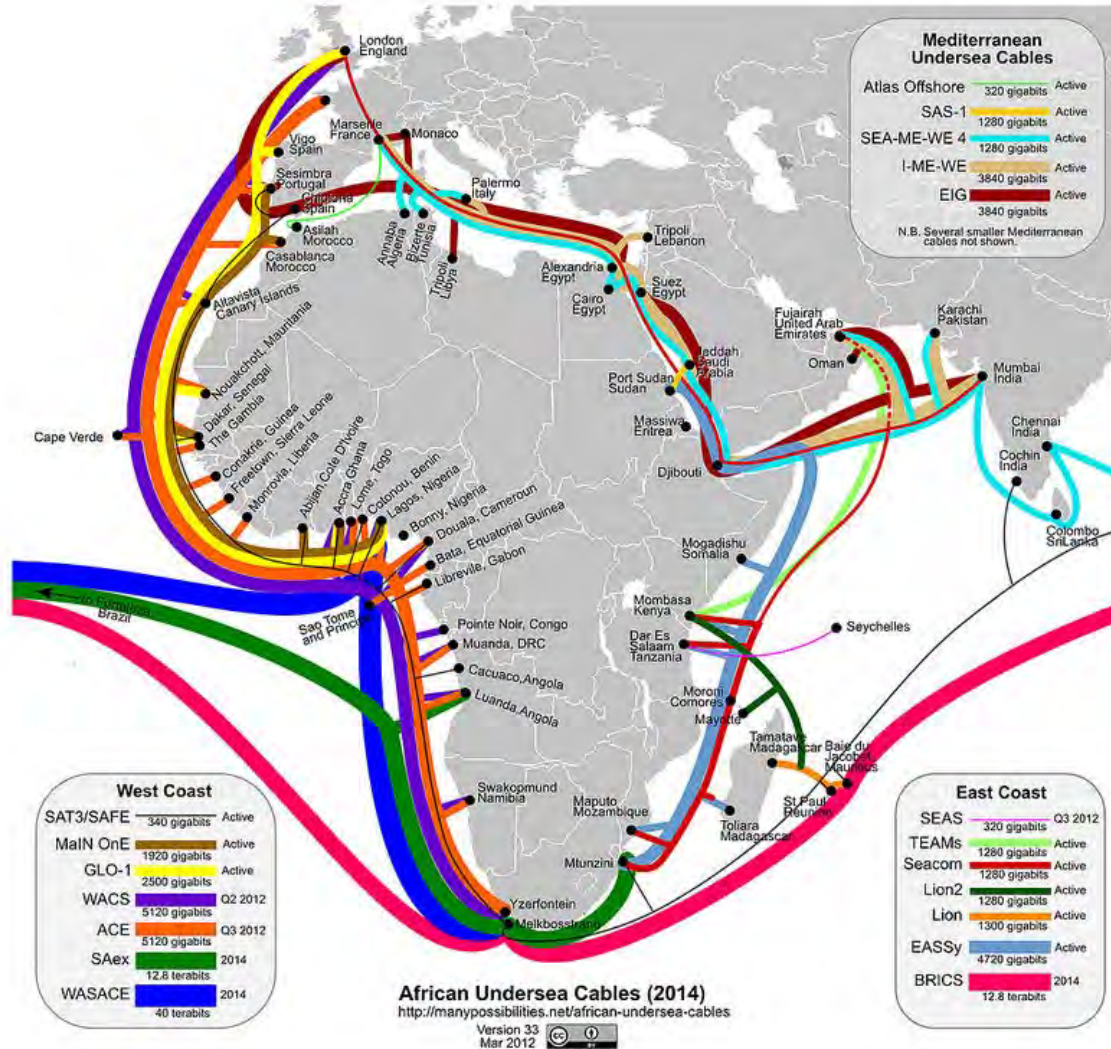 London
England
Marseille
France
Monaco
Vigo
Spain
Sesimbra
Portugal
Chipiona
Spain
Asilah
Morocco
Casablanca
Morocco
Annaba
Algeria
Bizerte
Tunisia
Palermo
Italy
Tripoli
Libya
Tripoli
Lebanon
Alexandria
Egypt
Cairo
Egypt
Suez
Egypt
Jeddah
Saudi
Arabia
Port Sudan
Sudan
Massiwa
Eritrea
Djibouti
Fujairah
United Arab
Emirates
Oman
Karachi
Pakistan
Mumbai
India
Chennai
India
Cochin
India
Colombo
SriLanka
Altavista
Canary Islands
Nouakchott, Mauritania
Dakar, Senegal
The Gambia
Cape Verde
Conakrie, Guinea
Freetown, Sierra Leone
Monrovia, Liberia
Abijan,Cote D'Ivoire
Accra,Ghana
Lome, Togo
Cotonou, Benin
Lagos, Nigeria
Bonny, Nigeria
Douala, Cameroun
Bata, Equatorial Guinea
Libreville, Gabon
Sao Tome
and Principe
Brazil
Pointe Noir, Congo
Muanda, DRC
Cacuaco,Angola
Luanda,Angola
Swakopmund
Namibia
Yzerfontein
Melkbosstrand
Mtunzini
Maputo
Mozambique
Toliara
Madagascar
Mogadishu
Somalia
Mombasa
Kenya
Dar Es
Salaam
Tanzania
Seychelles
Moroni
Comores
Mayotte
Tamatave
Madagascar
Baie du
Jacobet
St Paul
Reunion
Mediterranean
Undersea Cables
Atlas Offshore 320 gigabits Active
SAS-1 1280 gigabits Active
SEA-ME-WE 4 1280 gigabits Active
I-ME-WE 3840 gigabits Active
EIG 3840 gigabits Active
N.B. Several smaller Mediterranean
cables not shown.
West Coast
SAT3/SAFE 340 gigabits Active
MaIN OnE 1920 gigabits Active
GLO-1 2500 gigabits Active
WACS 5120 gigabits Q2 2012
ACE 5120 gigabits Q3 2012
SAex 12.8 terabits 2014
WASACE 40 terabits 2014
East Coast
SEAS 320 gigabits Q3 2012
TEAMs 1280 gigabits Active
Seacom 1280 gigabits Active
Lion2 1280 gigabits Active
Lion 1300 gigabits Active
EASSy 4720 gigabits Active
BRICS 12.8 terabits 2014
African Undersea Cables (2014)
http://manypossibilities.net/african-undersea-cables
Version 33
Mar 2012
cc
BY